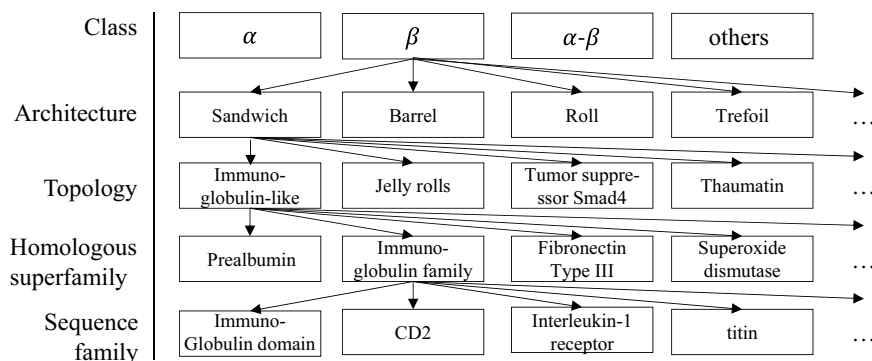 Class
α
β
α-β
others
Architecture
Sandwich
Barrel
Roll
Trefoil
...
Topology
Immuno-
globulin-like
Jelly rolls
Tumor suppre-
ssor Smad4
Thaumatin
...
Homologous
superfamily
Prealbumin
Immuno-
globulin family
Fibronectin
Type III
Superoxide
dismutase
...
Sequence
family
Immuno-
Globulin domain
CD2
Interleukin-1
receptor
titin
...